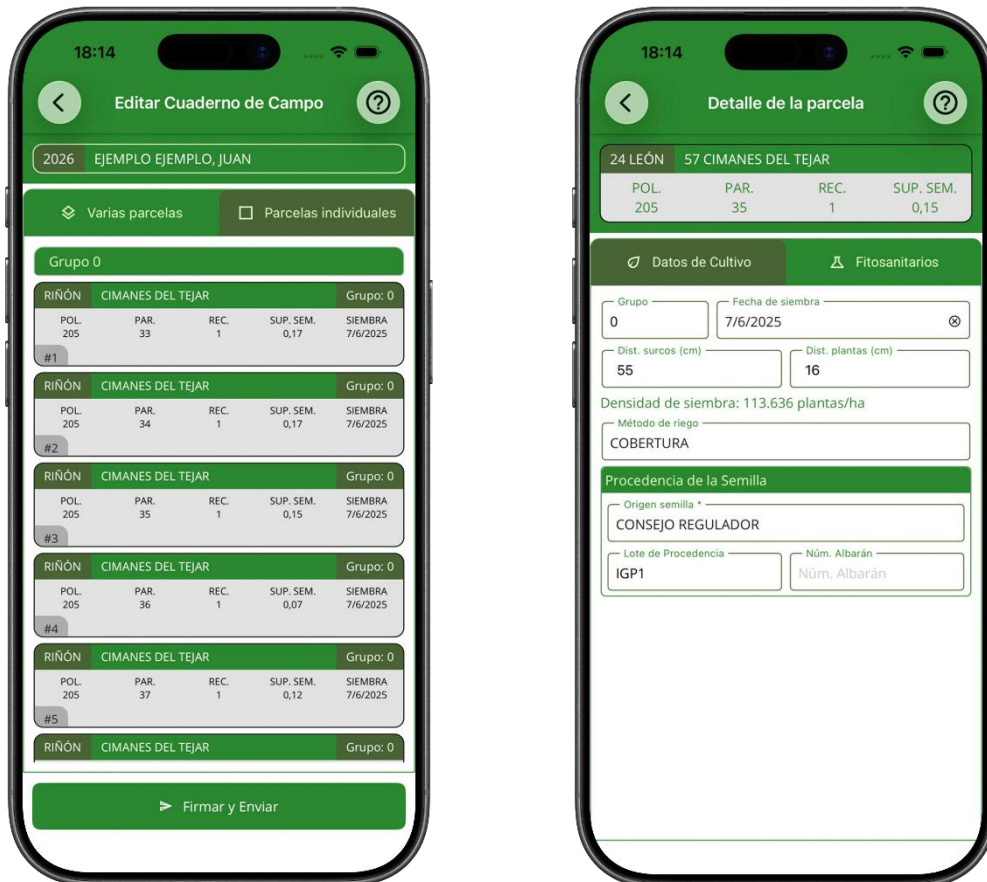 18:14
Editar Cuaderno de Campo
2026 EJEMPLO EJEMPLO, JUAN
Varias parcelas Parcelas individuales
Grupo 0
RIÑÓN CIMANES DEL TEJAR Grupo: 0
POL. PAR. REC. SUP. SEM. SIEMBRA
205 33 1 0,17 7/6/2025
#1
RIÑÓN CIMANES DEL TEJAR Grupo: 0
POL. PAR. REC. SUP. SEM. SIEMBRA
205 34 1 0,17 7/6/2025
#2
RIÑÓN CIMANES DEL TEJAR Grupo: 0
POL. PAR. REC. SUP. SEM. SIEMBRA
205 35 1 0,15 7/6/2025
#3
RIÑÓN CIMANES DEL TEJAR Grupo: 0
POL. PAR. REC. SUP. SEM. SIEMBRA
205 36 1 0,07 7/6/2025
#4
RIÑÓN CIMANES DEL TEJAR Grupo: 0
POL. PAR. REC. SUP. SEM. SIEMBRA
205 37 1 0,12 7/6/2025
#5
RIÑÓN CIMANES DEL TEJAR Grupo: 0
Firmar y Enviar
18:14
Detalle de la parcela
24 LEÓN 57 CIMANES DEL TEJAR
POL. PAR. REC. SUP. SEM.
205 35 1 0,15
Datos de Cultivo Fitosanitarios
Grupo Fecha de siembra
0 7/6/2025
Dist. surcos (cm) Dist. plantas (cm)
55 16
Densidad de siembra: 113.636 plantas/ha
Método de riego
COBERTURA
Procedencia de la Semilla
Origen semilla *
CONSEJO REGULADOR
Lote de Procedencia Núm. Albarán
IGP1 Núm. Albarán